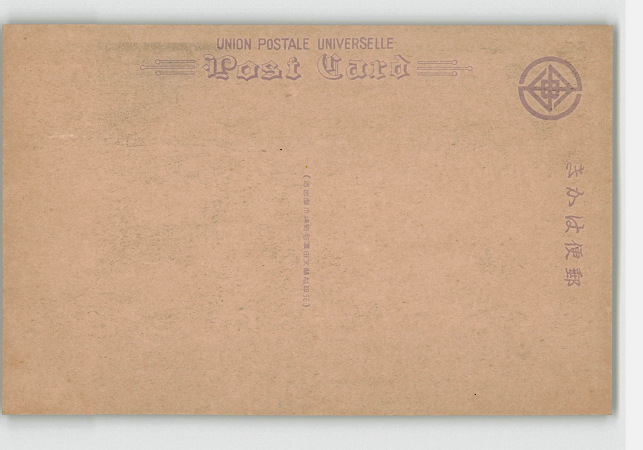 UNION POSTALE UNIVERSELLE
Post Card
きかは便郵